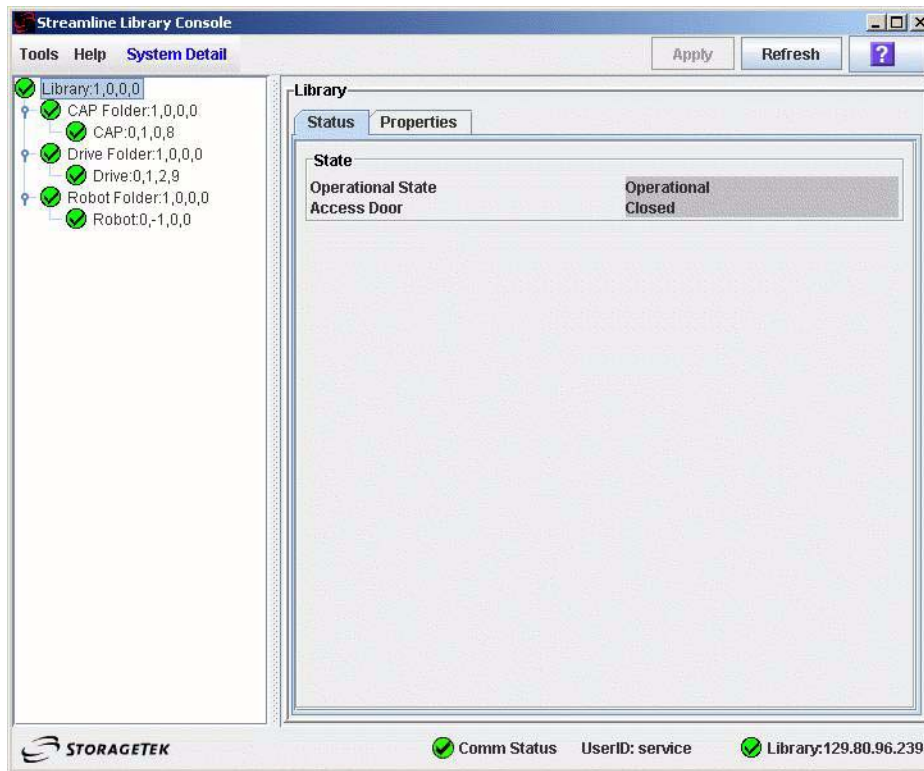 Streamline Library Console
Tools Help System Detail Apply Refresh ?
Library:1,0,0,0
CAP Folder:1,0,0,0
CAP:0,1,0,8
Drive Folder:1,0,0,0
Drive:0,1,2,9
Robot Folder:1,0,0,0
Robot:0,-1,0,0
Library
Status Properties
State
Operational State Operational
Access Door Closed
STORAGETEK Comm Status UserID: service Library:129.80.96.239